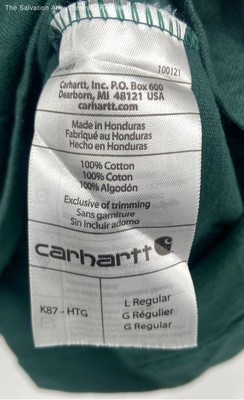 The Salvation Army
100121
Carhartt, Inc. P.O. Box 600
Dearborn, MI 48121 USA
carhartt.com
Made in Honduras
Fabriqué au Honduras
Hecho en Honduras
100% Cotton
100% Coton
100% Algodón
Exclusive of trimming
Sans garniture
Sin incluir adorno
carhartt
K87 - HTG
L Regular
G Régulier
G Regular